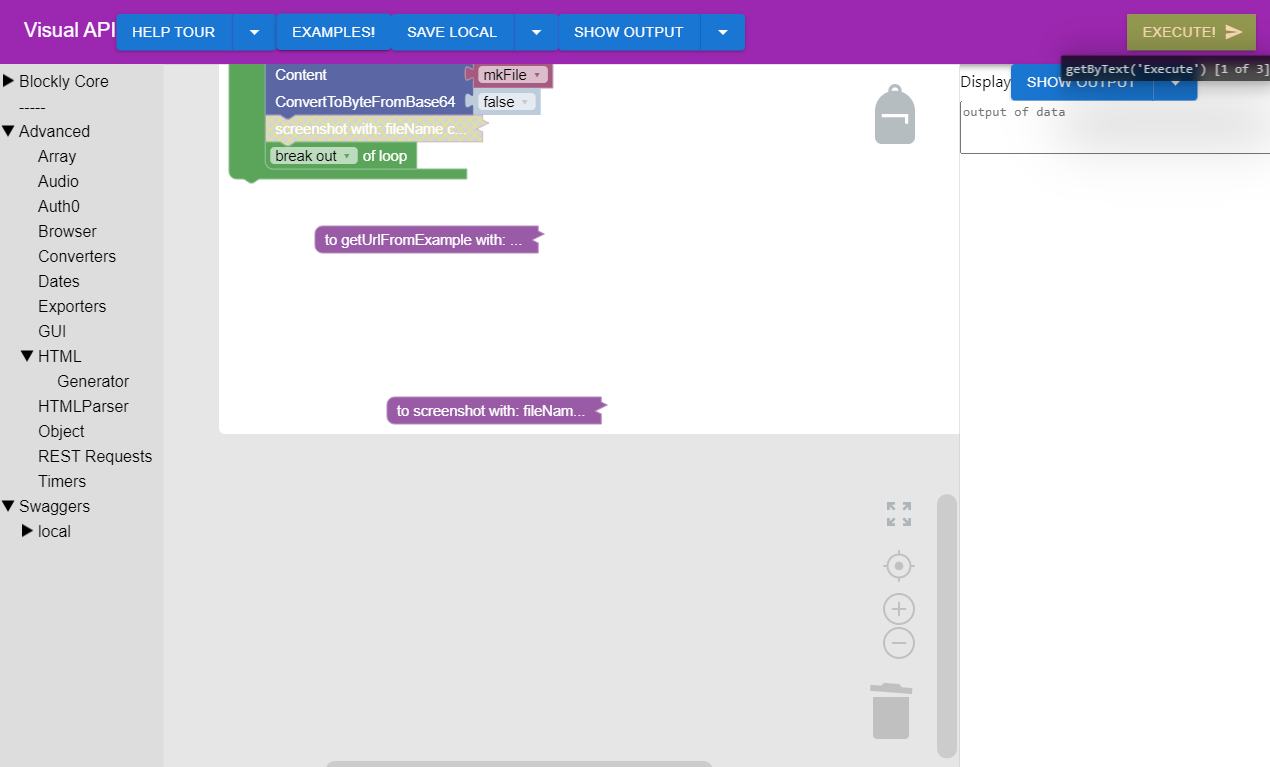 Visual API
HELP TOUR
EXAMPLES!
SAVE LOCAL
SHOW OUTPUT
EXECUTE!
getByText('Execute') [1 of 3]
Blockly Core
-----
Advanced
Array
Audio
Auth0
Browser
Converters
Dates
Exporters
GUI
HTML
Generator
HTMLParser
Object
REST Requests
Timers
Swaggers
local
Content mkFile
ConvertToByteFromBase64 false
screenshot with: fileName c...
break out of loop
to getUrlFromExample with: ...
to screenshot with: fileNam...
Display SHOW OUTPUT
output of data